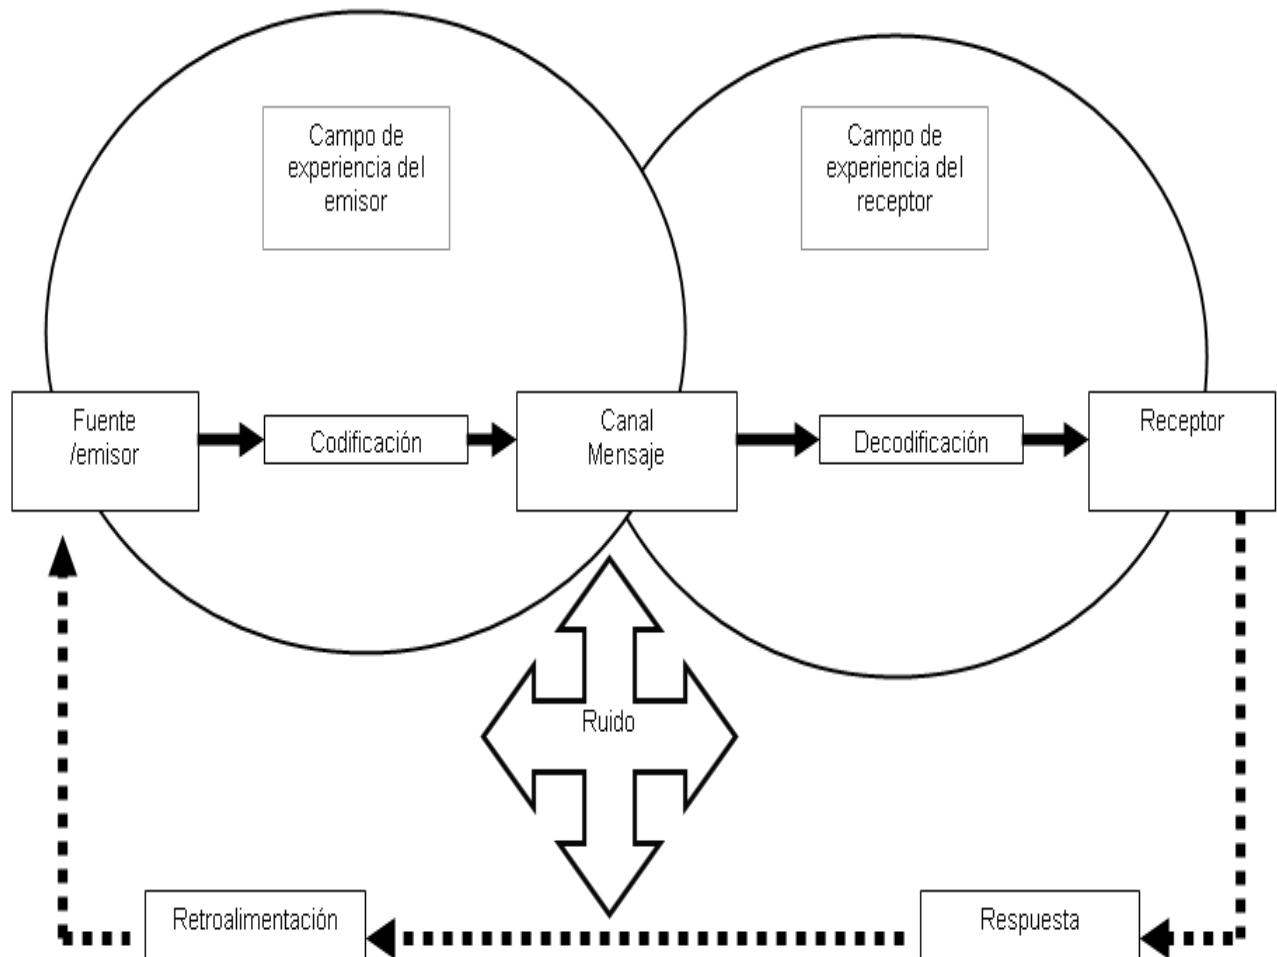 Campo de
experiencia del
emisor
Campo de
experiencia del
receptor
Fuente
/emisor
Codificación
Canal
Mensaje
Decodificación
Receptor
Ruido
Retroalimentación
Respuesta